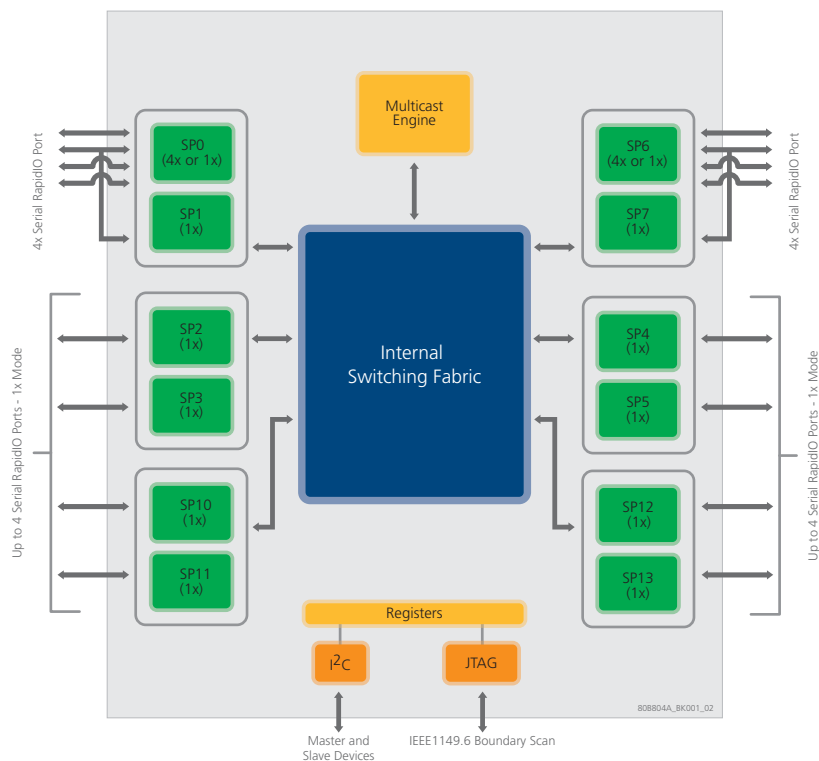 Multicast
Engine
4x Serial RapidIO Port
SP0
(4x or 1x)
SP1
(1x)
SP6
(4x or 1x)
SP7
(1x)
4x Serial RapidIO Port
Internal
Switching Fabric
Up to 4 Serial RapidIO Ports - 1x Mode
SP2
(1x)
SP3
(1x)
SP10
(1x)
SP11
(1x)
SP4
(1x)
SP5
(1x)
SP12
(1x)
SP13
(1x)
Up to 4 Serial RapidIO Ports - 1x Mode
Registers
I²C
JTAG
80B804A_BK001_02
Master and
Slave Devices
IEEE1149.6 Boundary Scan